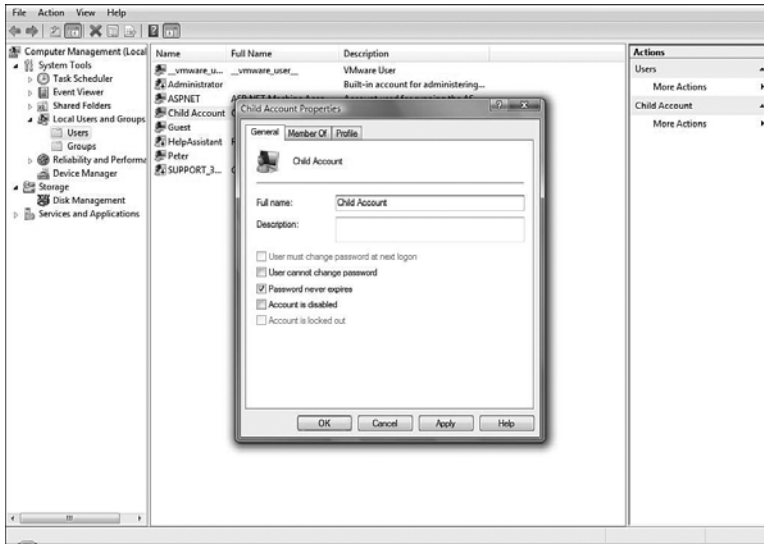 File Action View Help
Computer Management (Local
System Tools
Task Scheduler
Event Viewer
Shared Folders
Local Users and Groups
Users
Groups
Reliability and Performa
Device Manager
Storage
Disk Management
Services and Applications
Name Full Name Description
__vmware_u... __vmware_user__ VMware User
Administrator Built-in account for administering...
ASPNET
Child Account
Guest
HelpAssistant
Peter
SUPPORT_3...
Child Account Properties
General Member Of Profile
Child Account
Full name: Child Account
Description:
User must change password at next logon
User cannot change password
Password never expires
Account is disabled
Account is locked out
OK Cancel Apply Help
Actions
Users
More Actions
Child Account
More Actions